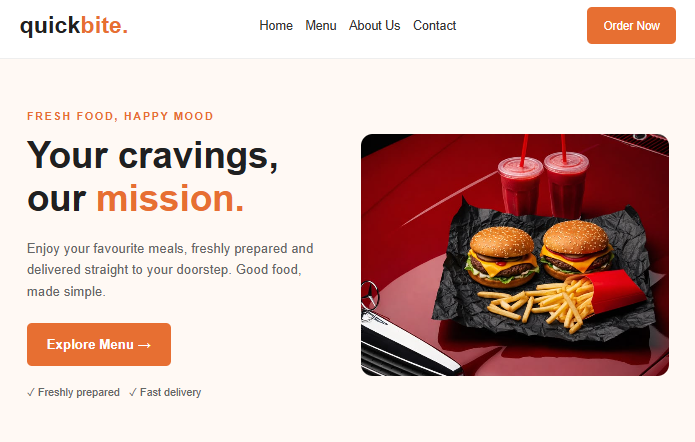 quickbite.
Home Menu About Us Contact
Order Now
FRESH FOOD, HAPPY MOOD
Your cravings,
our mission.
Enjoy your favourite meals, freshly prepared and
delivered straight to your doorstep. Good food,
made simple.
Explore Menu →
✓ Freshly prepared ✓ Fast delivery